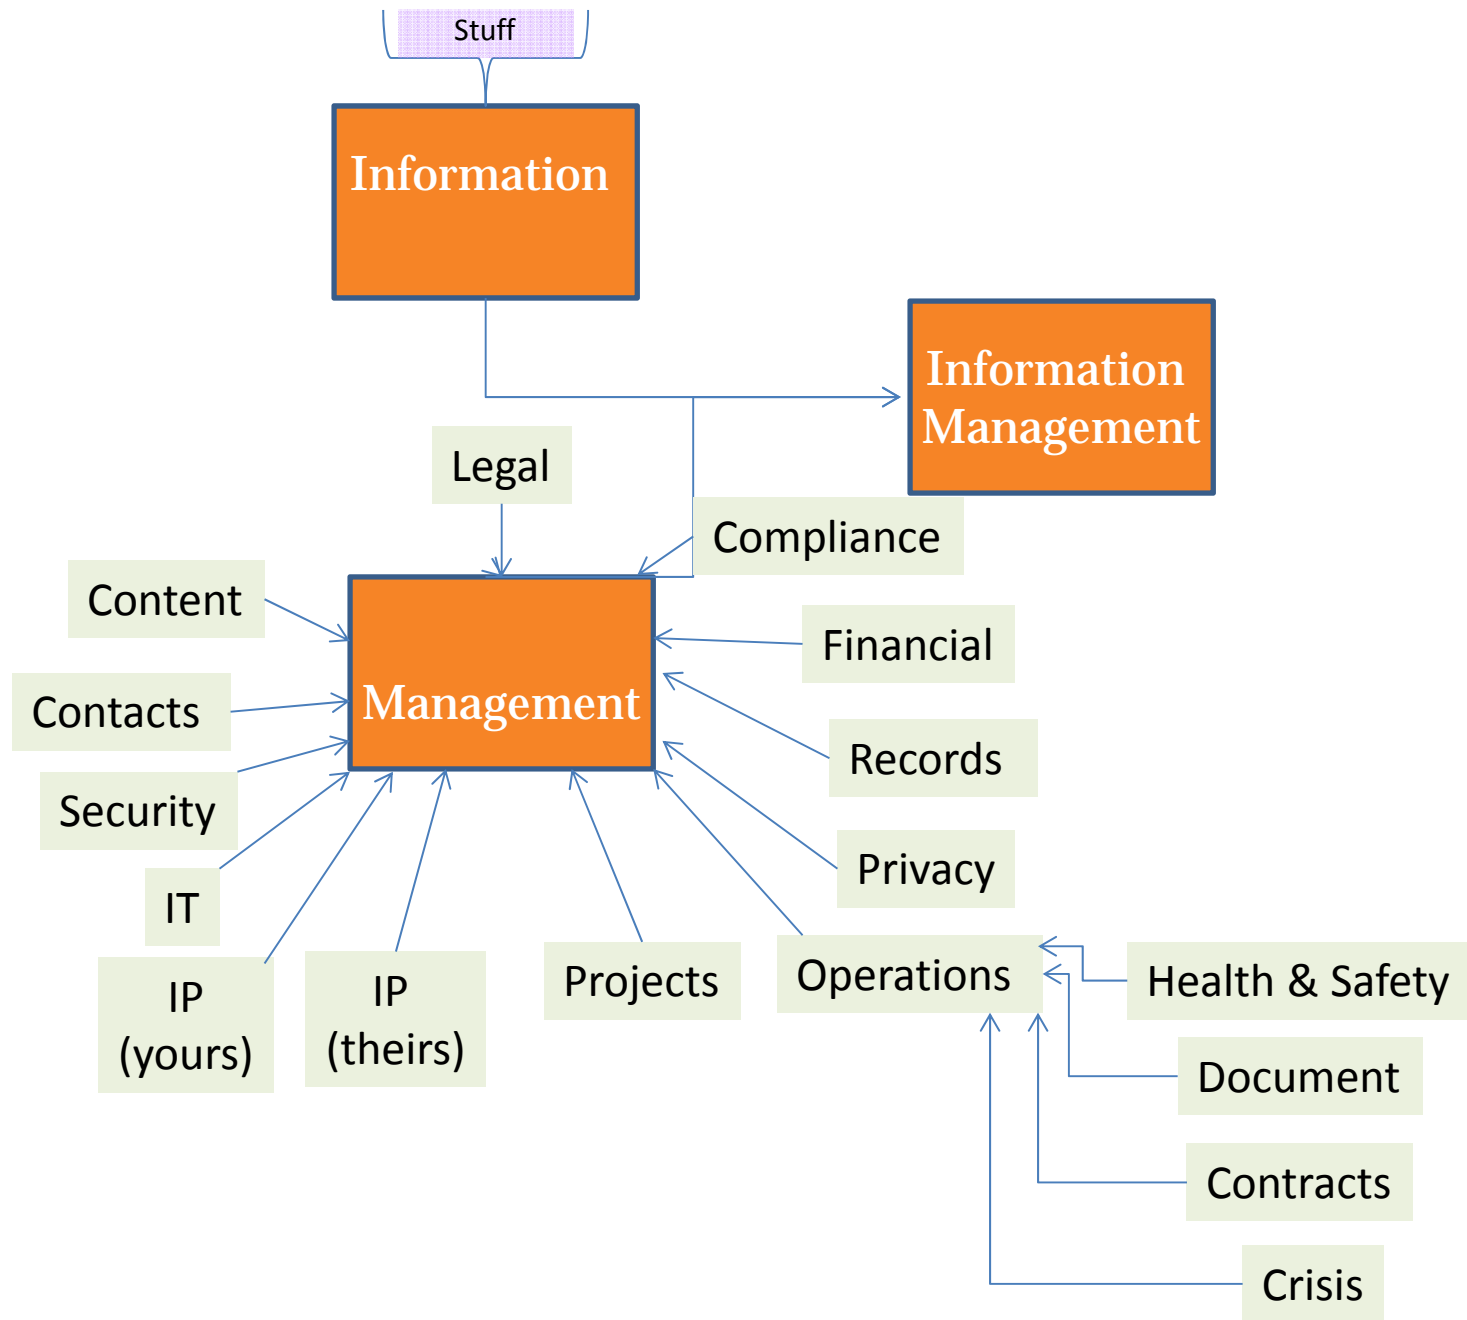 Stuff
Information
Information
Management
Legal
Compliance
Content
Financial
Contacts
Management
Records
Security
Privacy
IT
IP
(yours)
IP
(theirs)
Projects
Operations
Health & Safety
Document
Contracts
Crisis